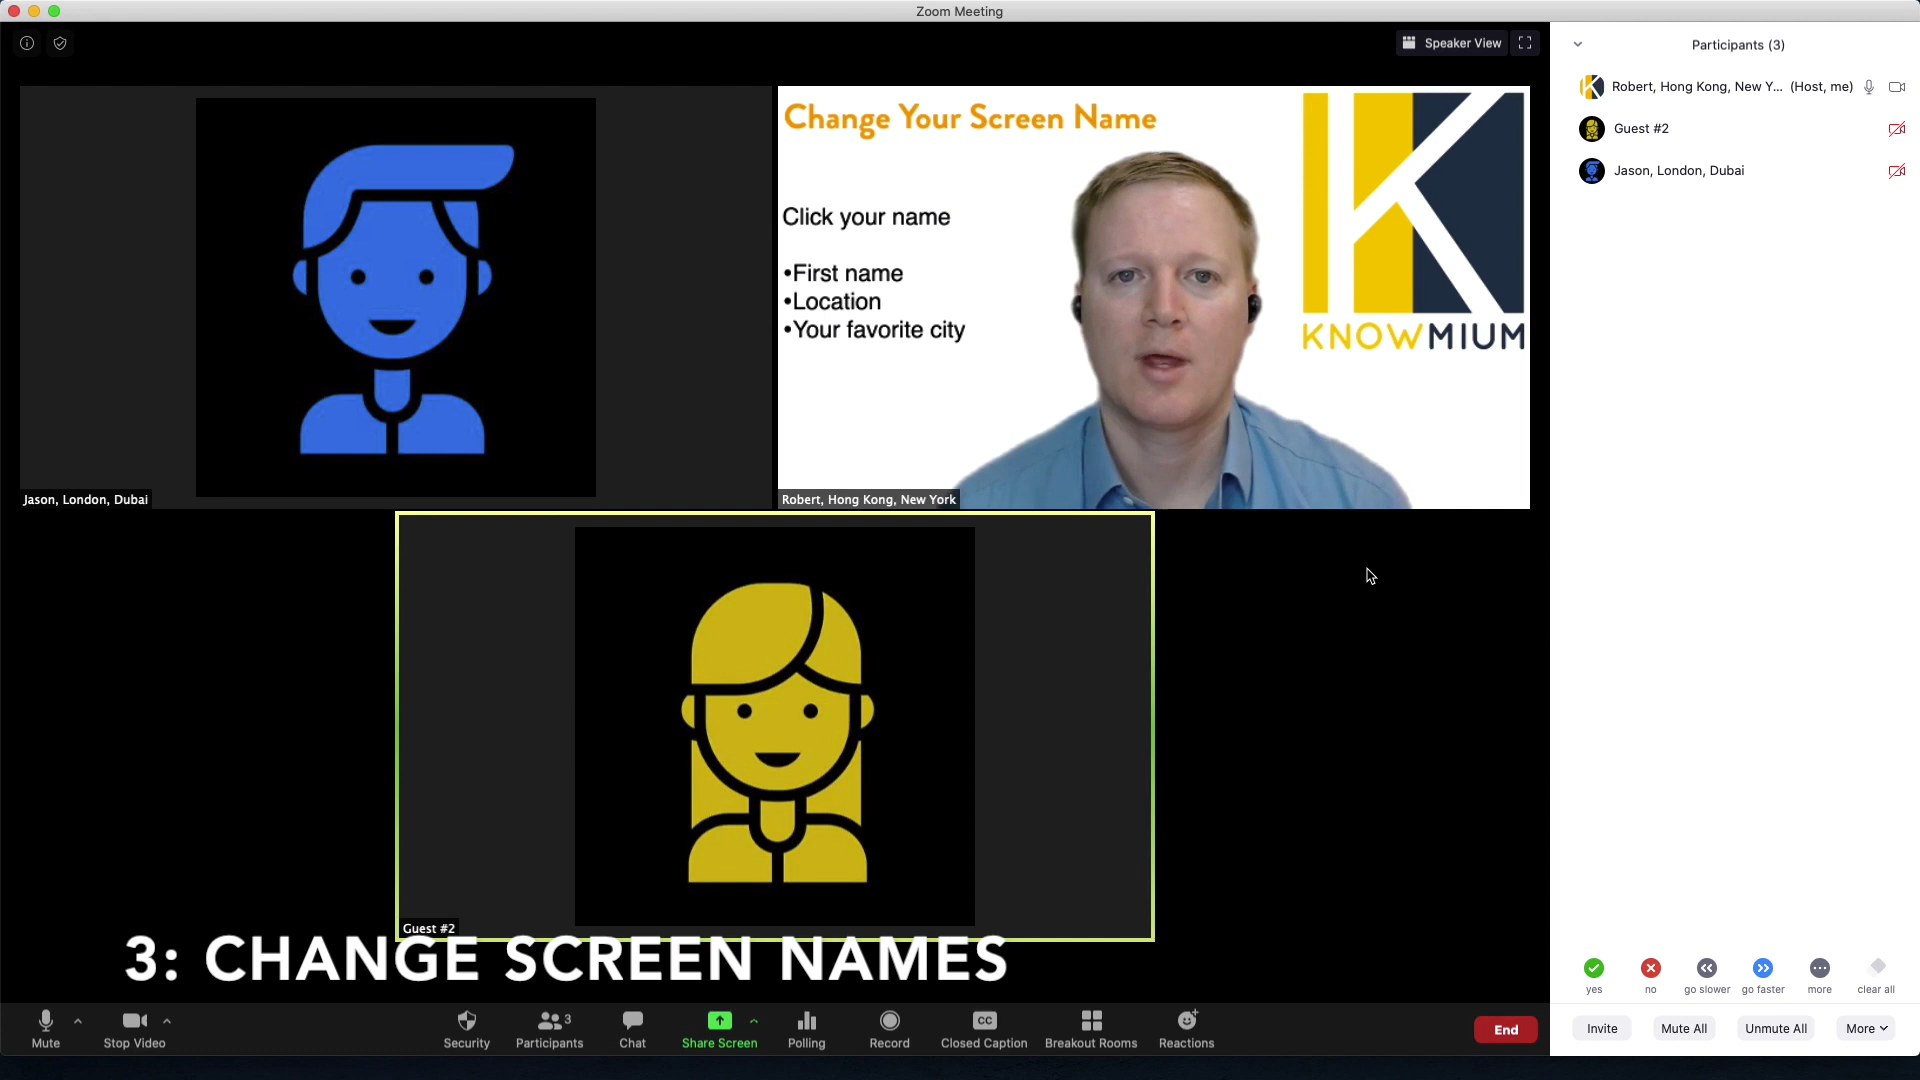 Zoom Meeting
Speaker View
Participants (3)
Robert, Hong Kong, New Y... (Host, me)
Guest #2
Jason, London, Dubai
Change Your Screen Name
Click your name
•First name
•Location
•Your favorite city
KNOWMIUM
Jason, London, Dubai
Robert, Hong Kong, New York
Guest #2
3: CHANGE SCREEN NAMES
yes
no
go slower
go faster
more
clear all
Mute
Stop Video
Security
3
Participants
Chat
Share Screen
Polling
Record
CC
Closed Caption
Breakout Rooms
Reactions
End
Invite
Mute All
Unmute All
More